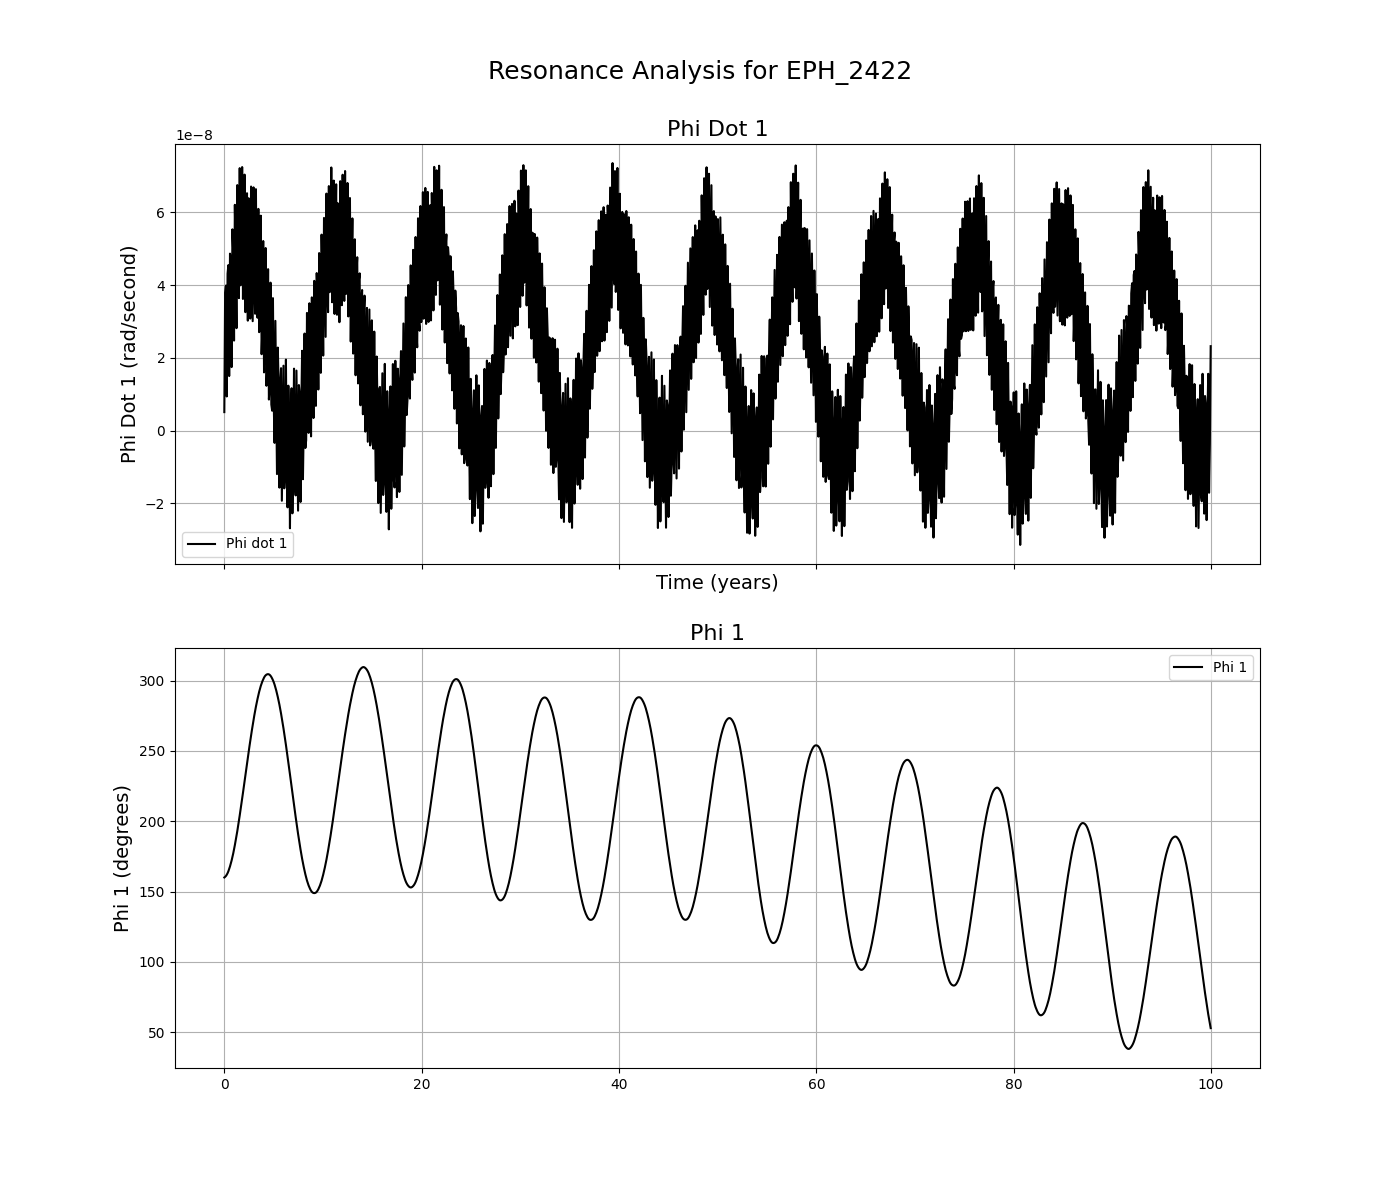 Resonance Analysis for EPH_2422
Phi Dot 1
1e−8
Phi Dot 1 (rad/second)
6
4
2
0
−2
Phi dot 1
Time (years)
Phi 1
Phi 1 (degrees)
300
250
200
150
100
50
Phi 1
0 20 40 60 80 100